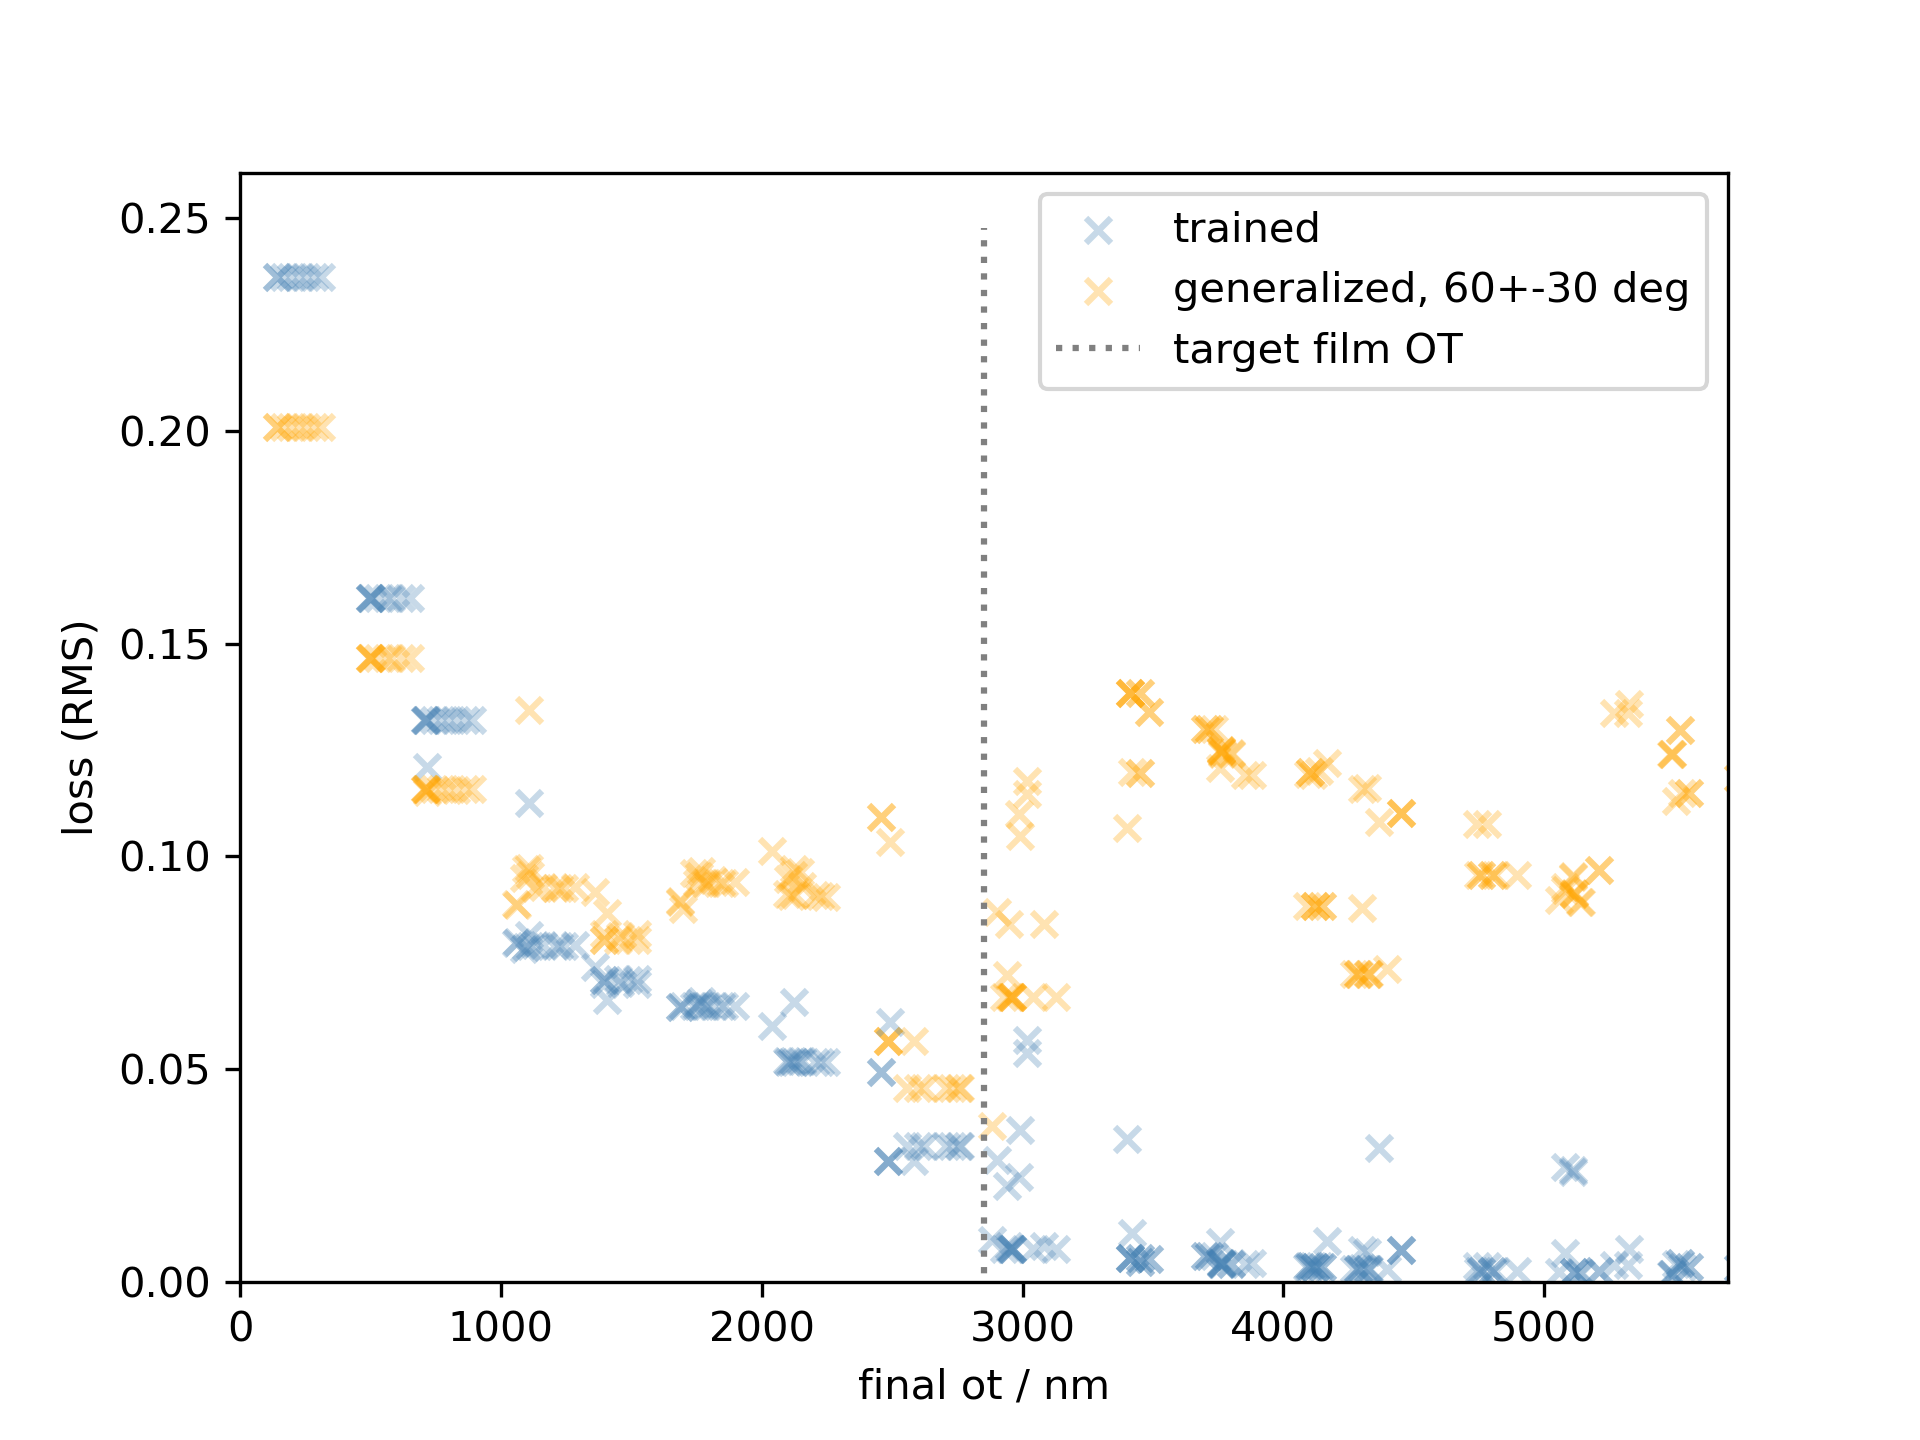 trained
generalized, 60+-30 deg
target film OT
0.25
0.20
0.15
0.10
0.05
0.00
loss (RMS)
0 1000 2000 3000 4000 5000
final ot / nm